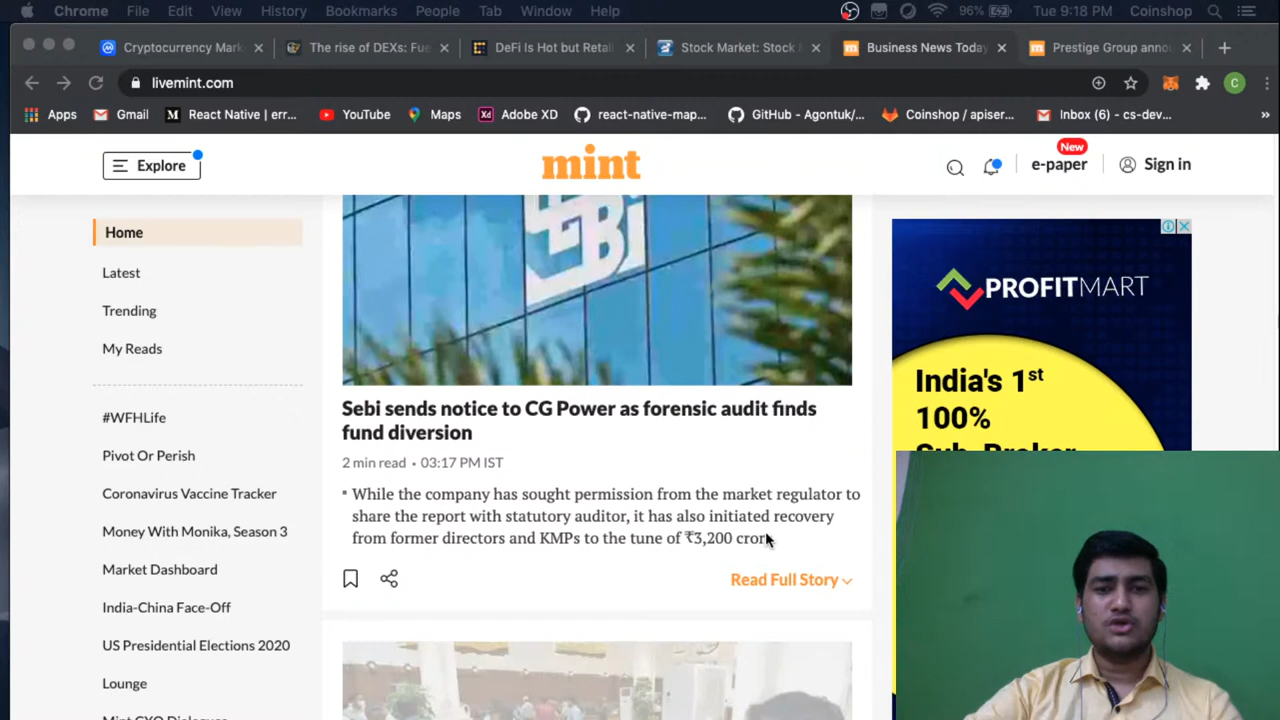 Chrome File Edit View History Bookmarks People Tab Window Help 96% Tue 9:18 PM Coinshop
Cryptocurrency Mark The rise of DEXs: Fue DeFi Is Hot but Retai Stock Market: Stock Business News Today Prestige Group anno
livemint.com C
Apps Gmail React Native | err... YouTube Maps Xd Adobe XD react-native-map... GitHub - Agontuk/... Coinshop / apiser... Inbox (6) - cs-dev... »
New
Explore mint e-paper Sign in
Home
Latest
Trending
My Reads
#WFHLife
Pivot Or Perish
Coronavirus Vaccine Tracker
Money With Monika, Season 3
Market Dashboard
India-China Face-Off
US Presidential Elections 2020
Lounge
SEBI
Sebi sends notice to CG Power as forensic audit finds
fund diversion
2 min read • 03:17 PM IST
While the company has sought permission from the market regulator to
share the report with statutory auditor, it has also initiated recovery
from former directors and KMPs to the tune of ₹3,200 cror
Read Full Story
PROFITMART
India's 1st
100%